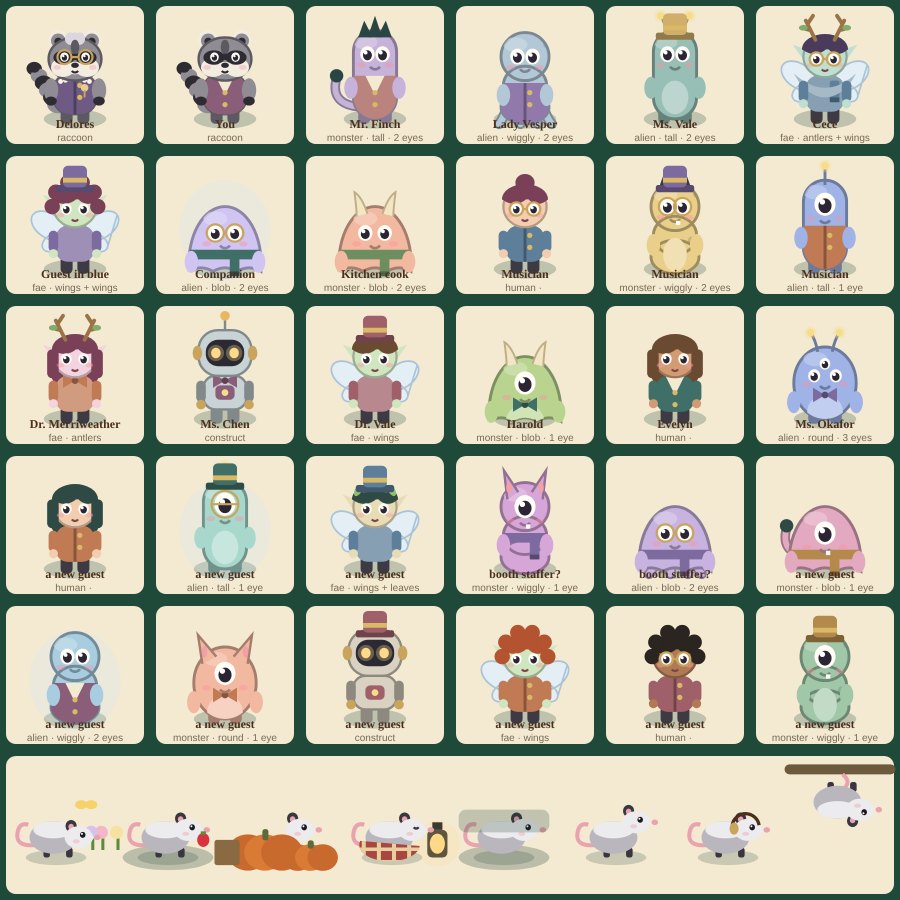 Delores
raccoon
You
raccoon
Mr. Finch
monster · tall · 2 eyes
Lady Vesper
alien · wiggly · 2 eyes
Ms. Vale
alien · tall · 2 eyes
Cece
fae · antlers + wings
Guest in blue
fae · wings + wings
Companion
alien · blob · 2 eyes
Kitchen cook
monster · blob · 2 eyes
Musician
human ·
Musician
monster · wiggly · 2 eyes
Musician
alien · tall · 1 eye
Dr. Merriweather
fae · antlers
Ms. Chen
construct
Dr. Vale
fae · wings
Harold
monster · blob · 1 eye
Evelyn
human ·
Ms. Okafor
alien · round · 3 eyes
a new guest
human ·
a new guest
alien · tall · 1 eye
a new guest
fae · wings + leaves
booth staffer?
monster · wiggly · 1 eye
booth staffer?
alien · blob · 2 eyes
a new guest
monster · blob · 1 eye
a new guest
alien · wiggly · 2 eyes
a new guest
monster · round · 1 eye
a new guest
construct
a new guest
fae · wings
a new guest
human ·
a new guest
monster · wiggly · 1 eye